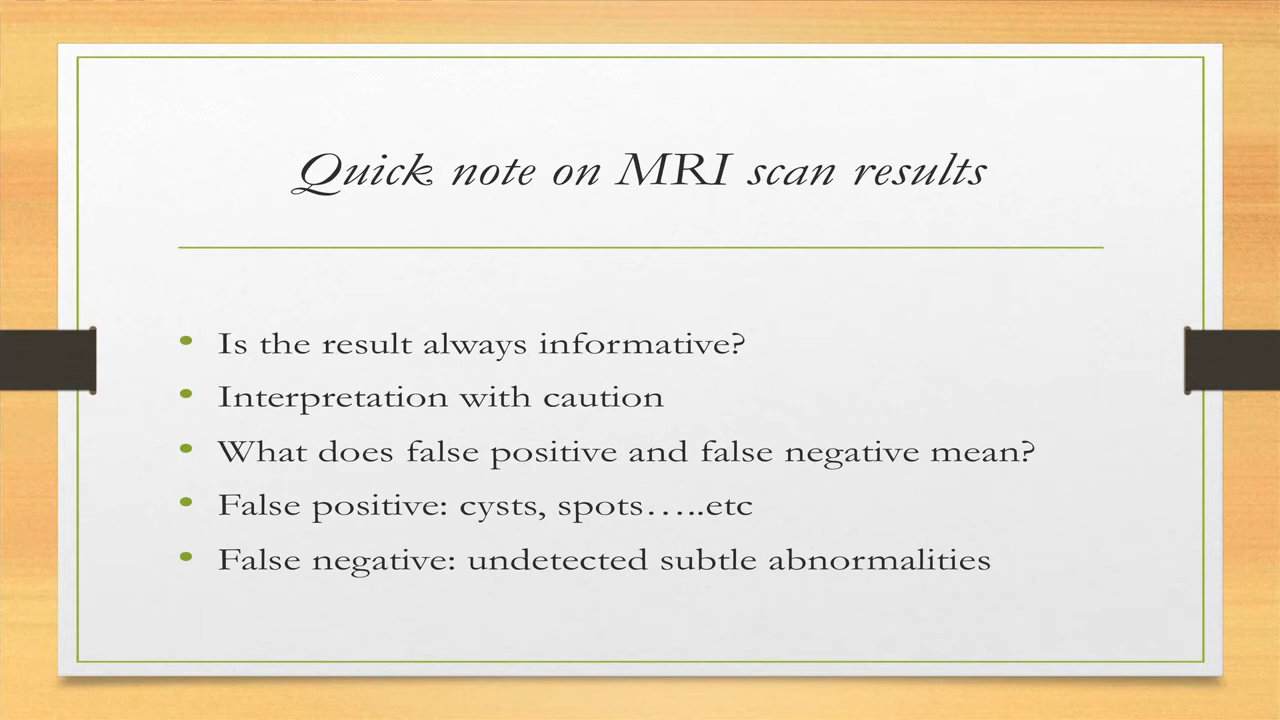 Quick note on MRI scan results
• Is the result always informative?
• Interpretation with caution
• What does false positive and false negative mean?
• False positive: cysts, spots…..etc
• False negative: undetected subtle abnormalities